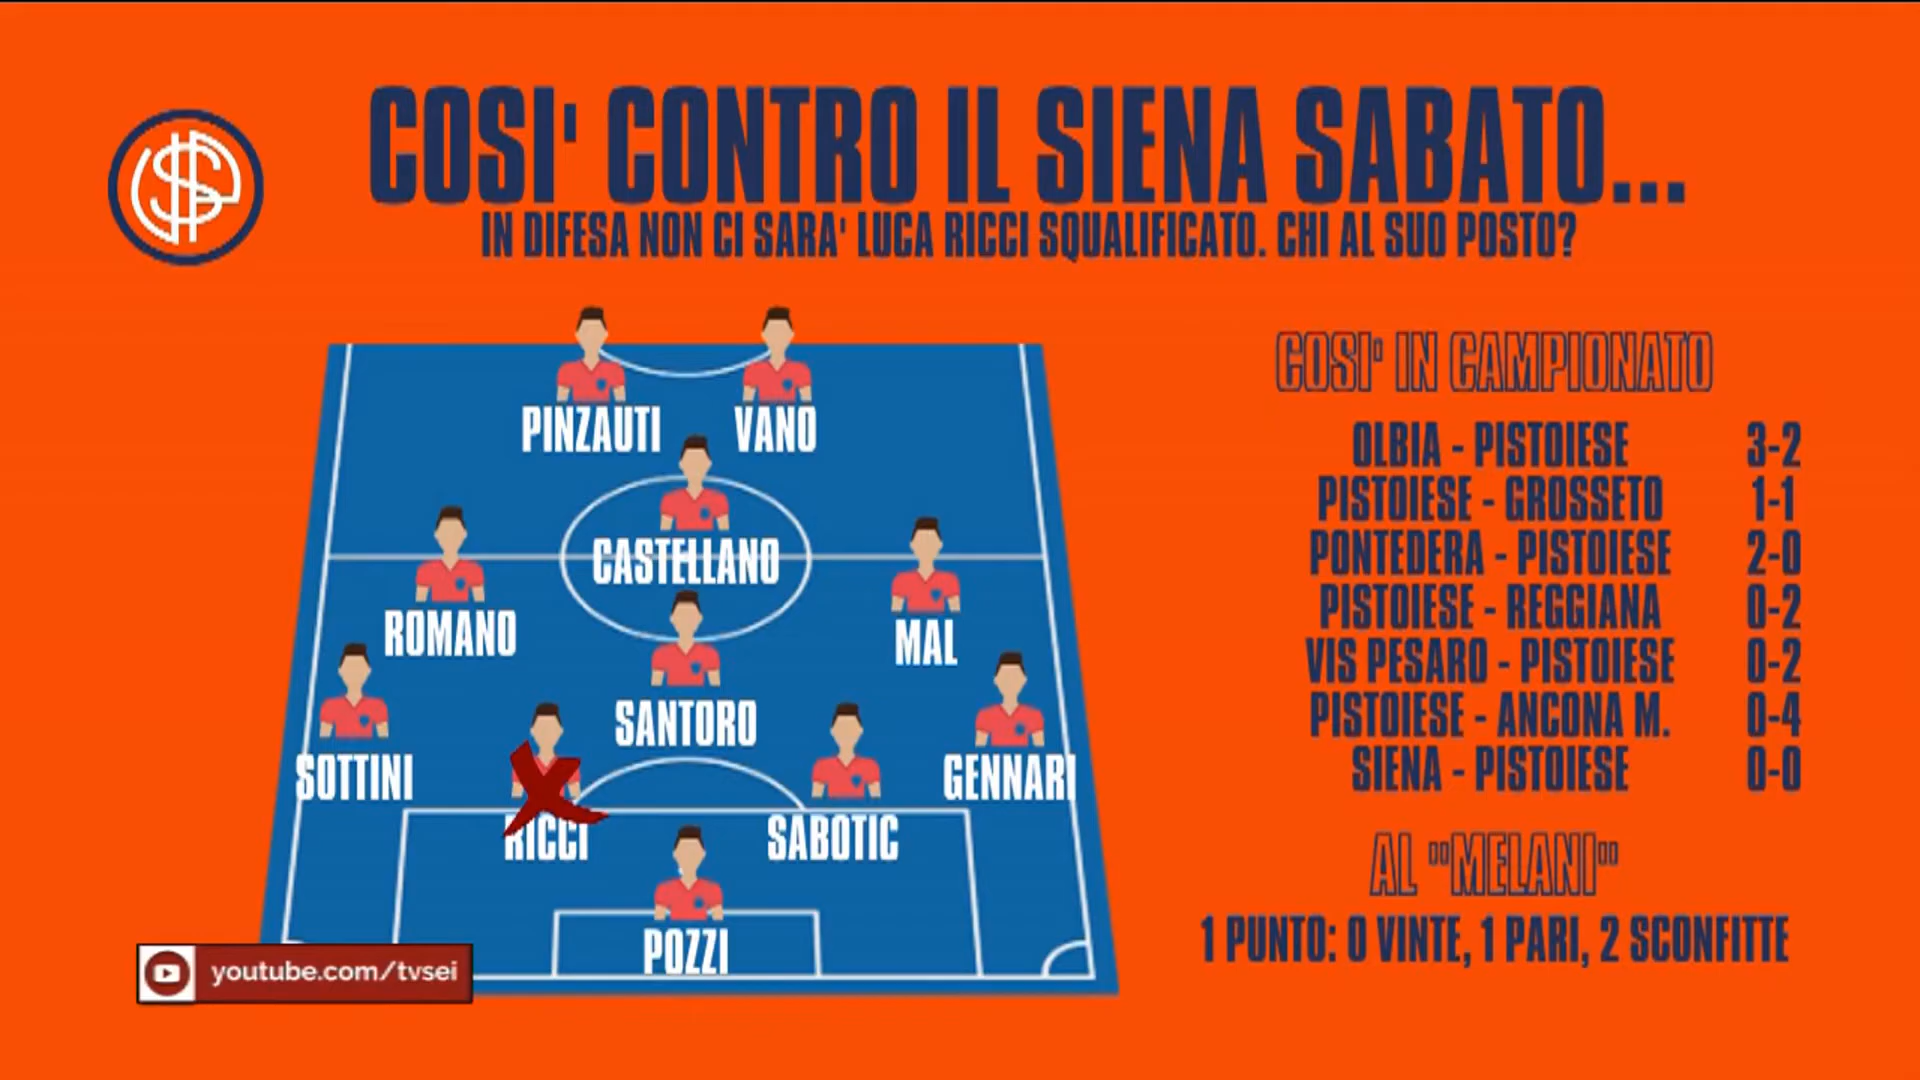 COSI' CONTRO IL SIENA SABATO...
IN DIFESA NON CI SARA' LUCA RICCI SQUALIFICATO. CHI AL SUO POSTO?
PINZAUTI
VANO
CASTELLANO
ROMANO
MAL
SANTORO
SOTTINI
GENNARI
RICCI
SABOTIC
POZZI
COSI' IN CAMPIONATO
OLBIA - PISTOIESE 3-2
PISTOIESE - GROSSETO 1-1
PONTEDERA - PISTOIESE 2-0
PISTOIESE - REGGIANA 0-2
VIS PESARO - PISTOIESE 0-2
PISTOIESE - ANCONA M. 0-4
SIENA - PISTOIESE 0-0
AL "MELANI"
1 PUNTO: 0 VINTE, 1 PARI, 2 SCONFITTE
youtube.com/tvsei